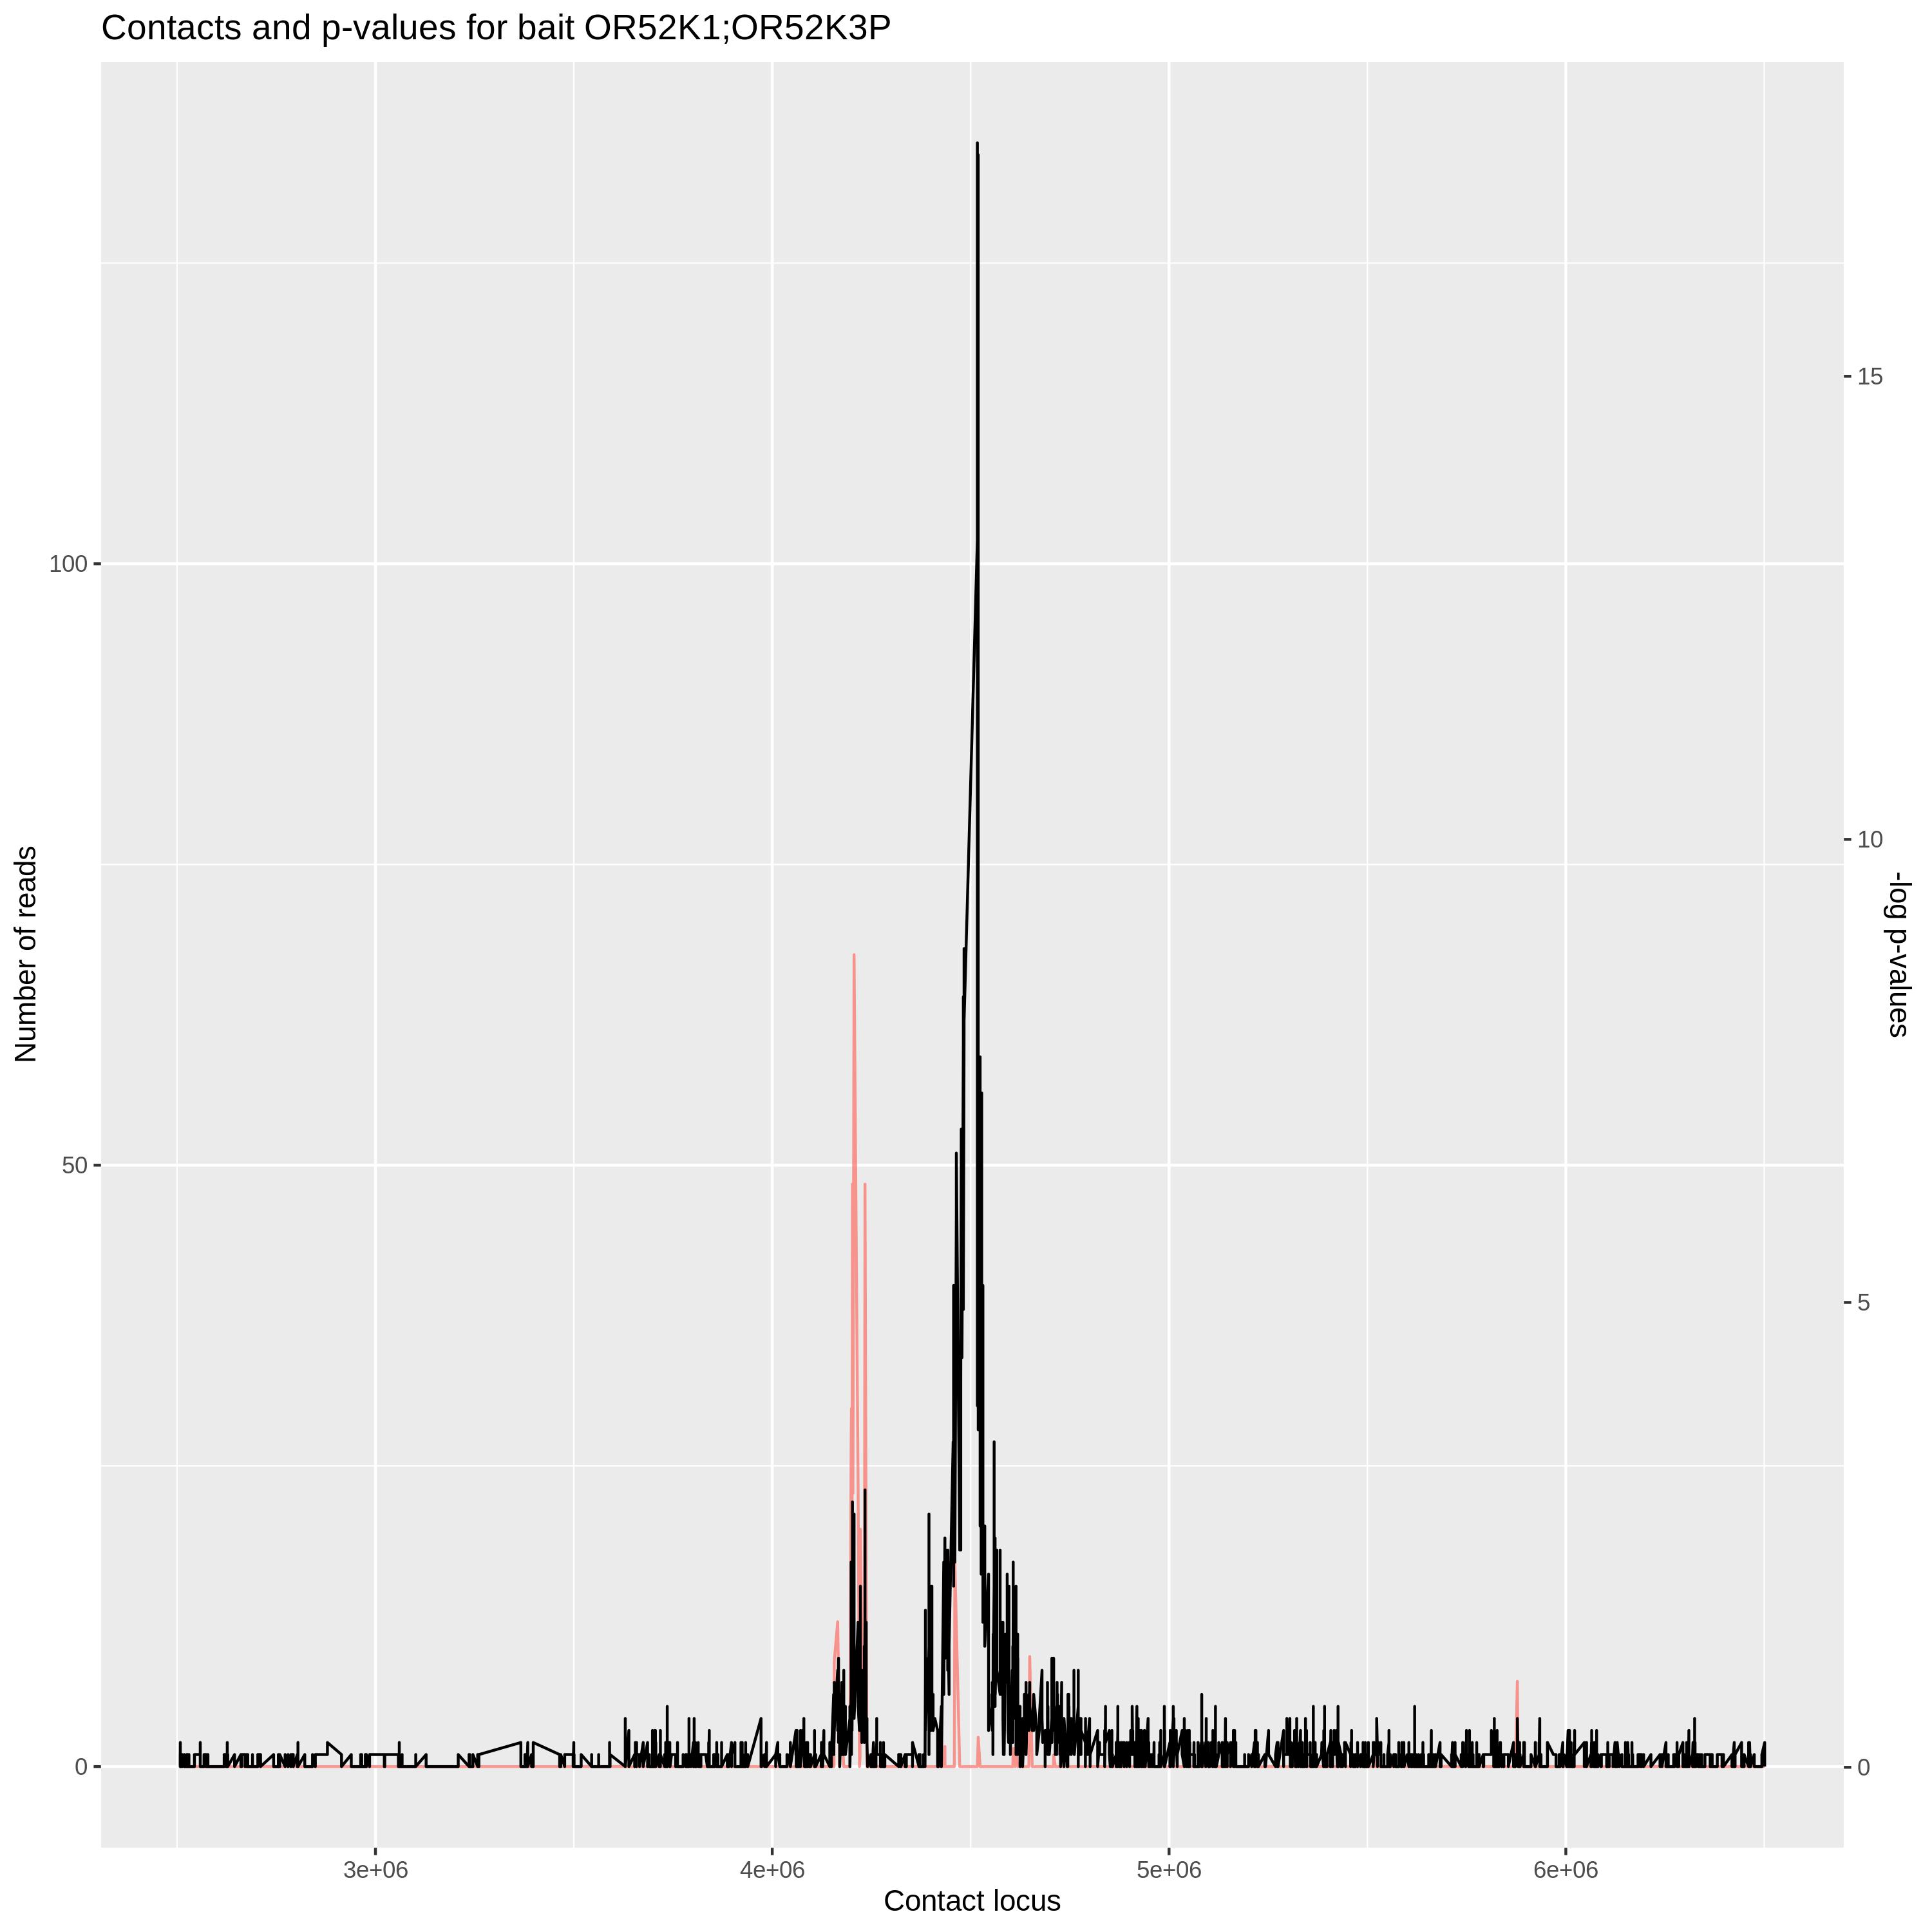 Contacts and p-values for bait OR52K1;OR52K3P
Number of reads
100
50
0
15
10
5
0
-log p-values
3e+06
4e+06
5e+06
6e+06
Contact locus